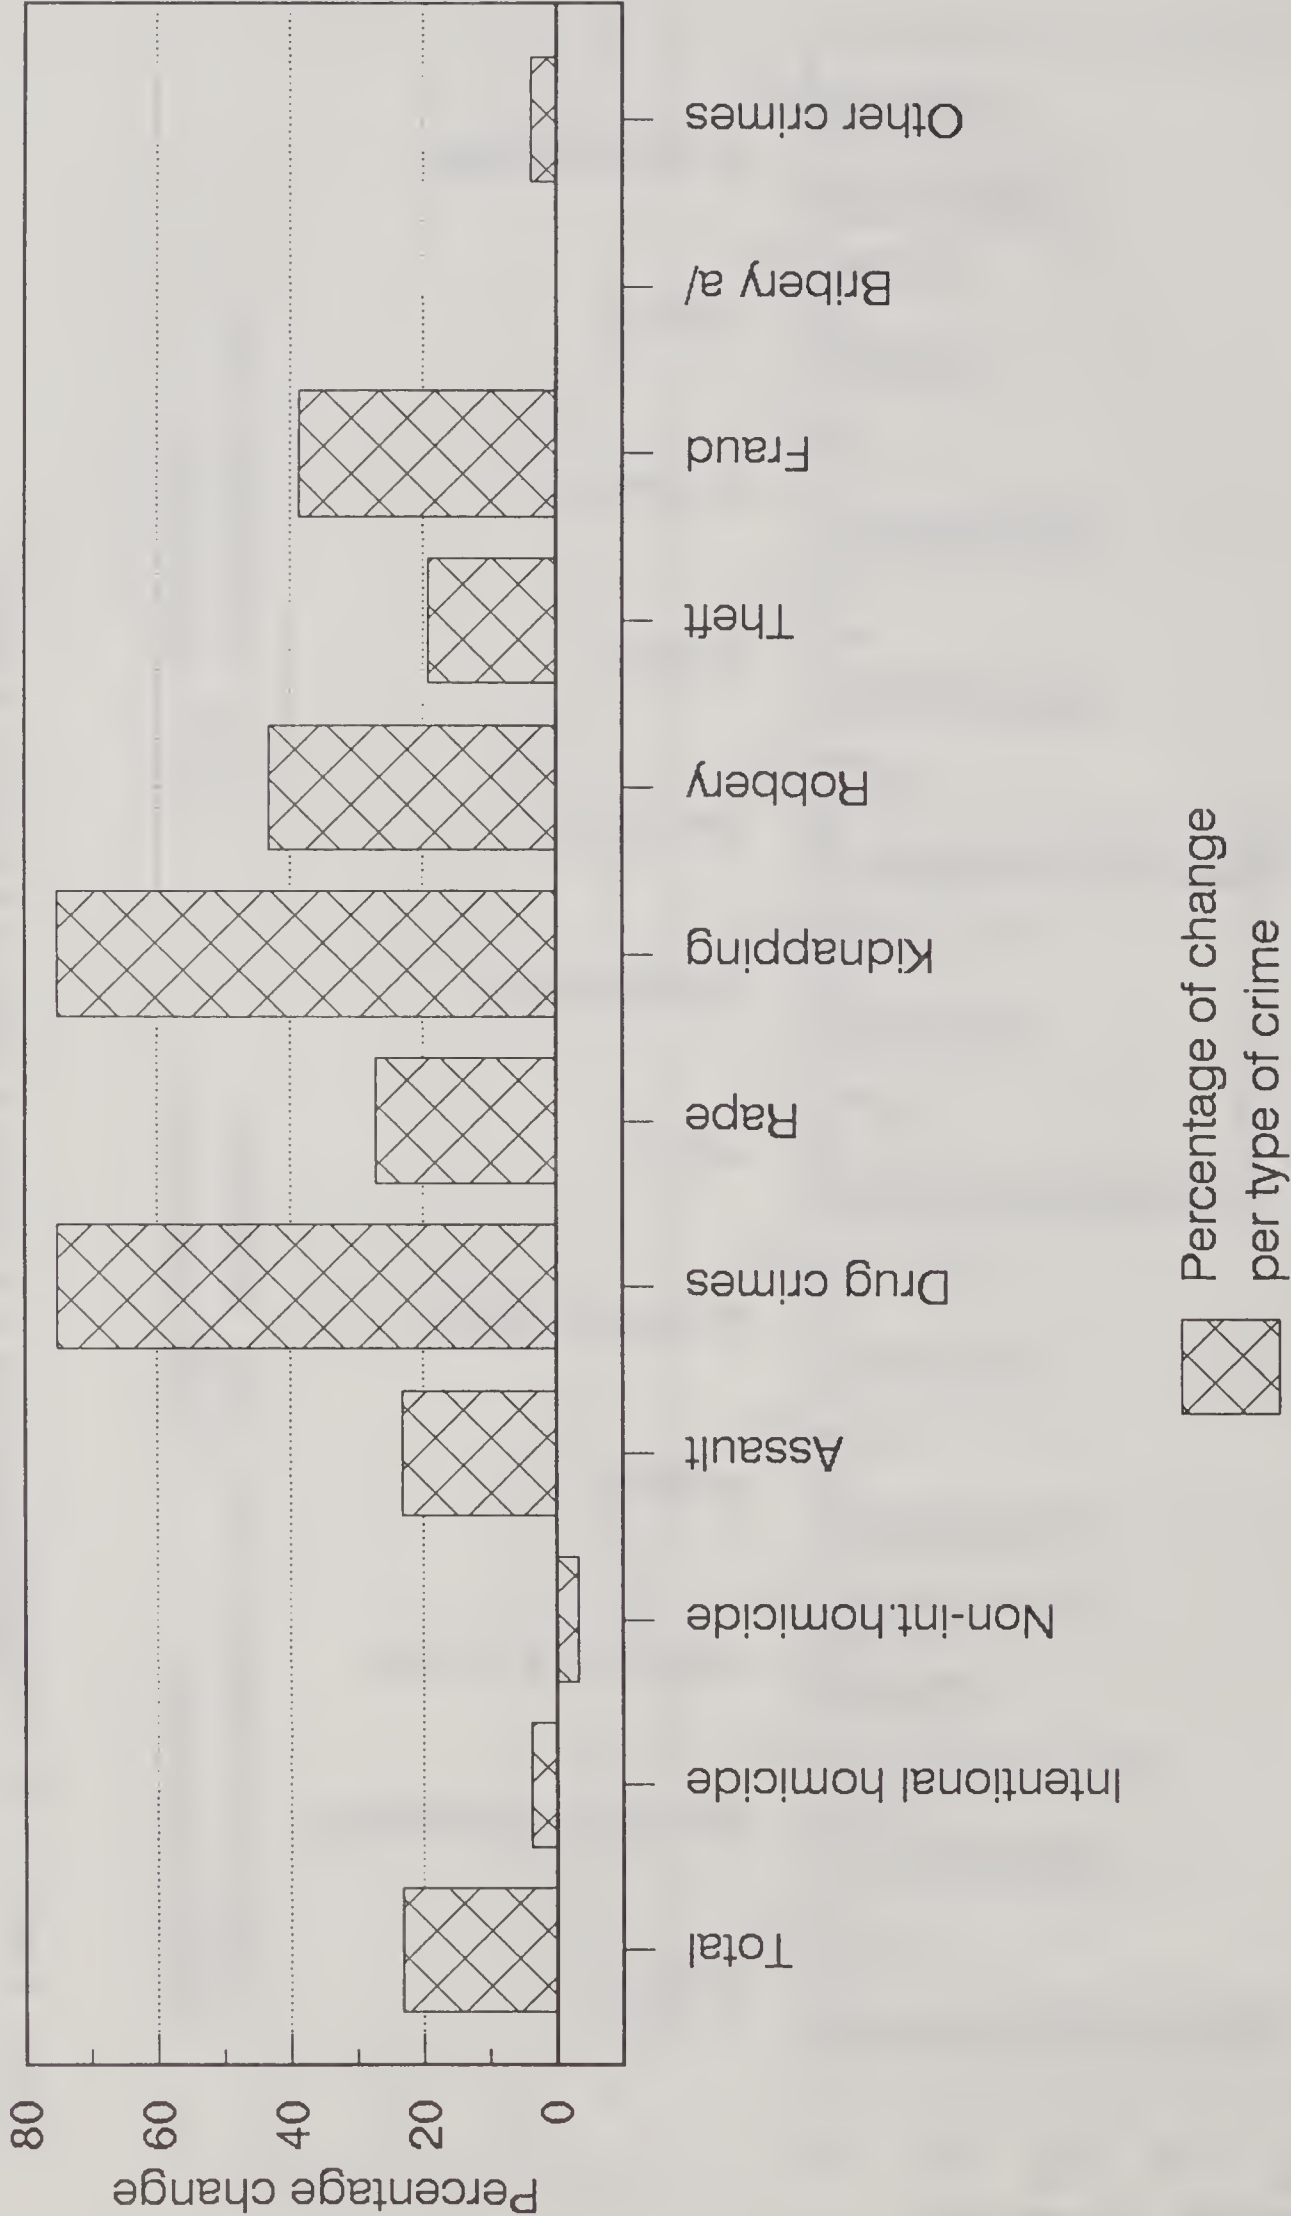 Percentage change
80
60
40
20
0
Total
Intentional homicide
Non-int.homicide
Assault
Drug crimes
Rape
Kidnapping
Robbery
Theft
Fraud
Bribery a/
Other crimes
Percentage of change
per type of crime